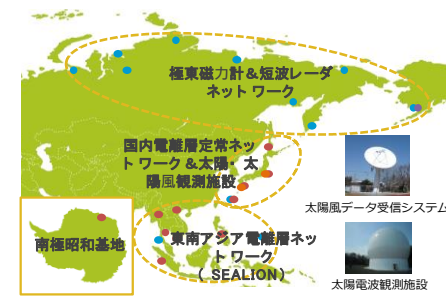 極東磁力計＆短波レーダ
ネットワーク
国内電離層定常ネッ
トワーク＆太陽・太
陽風観測施設
太陽風データ受信システム
南極昭和基地
東南アジア電離層ネッ
トワーク
（SEALION）
太陽電波観測施設